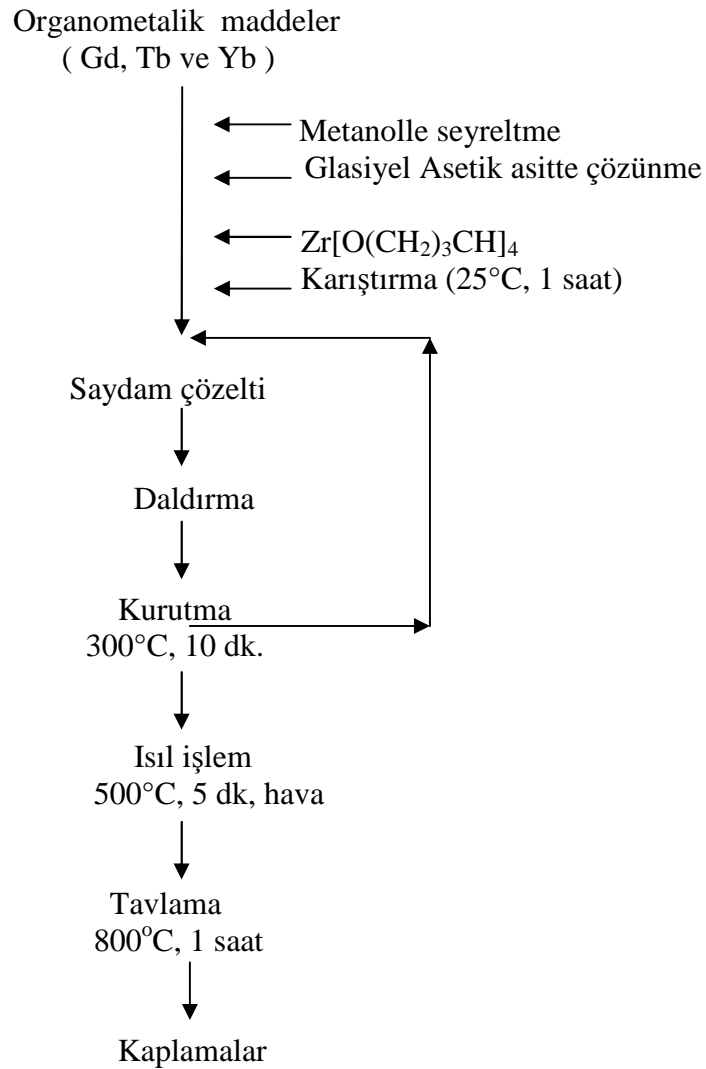 Organometalik maddeler
( Gd, Tb ve Yb )
Metanolle seyreltme
Glasiyel Asetik asitte çözünme
Zr[O(CH₂)₃CH]₄
Karıştırma (25°C, 1 saat)
Saydam çözelti
Daldırma
Kurutma
300°C, 10 dk.
Isıl işlem
500°C, 5 dk, hava
Tavlama
800°C, 1 saat
Kaplamalar